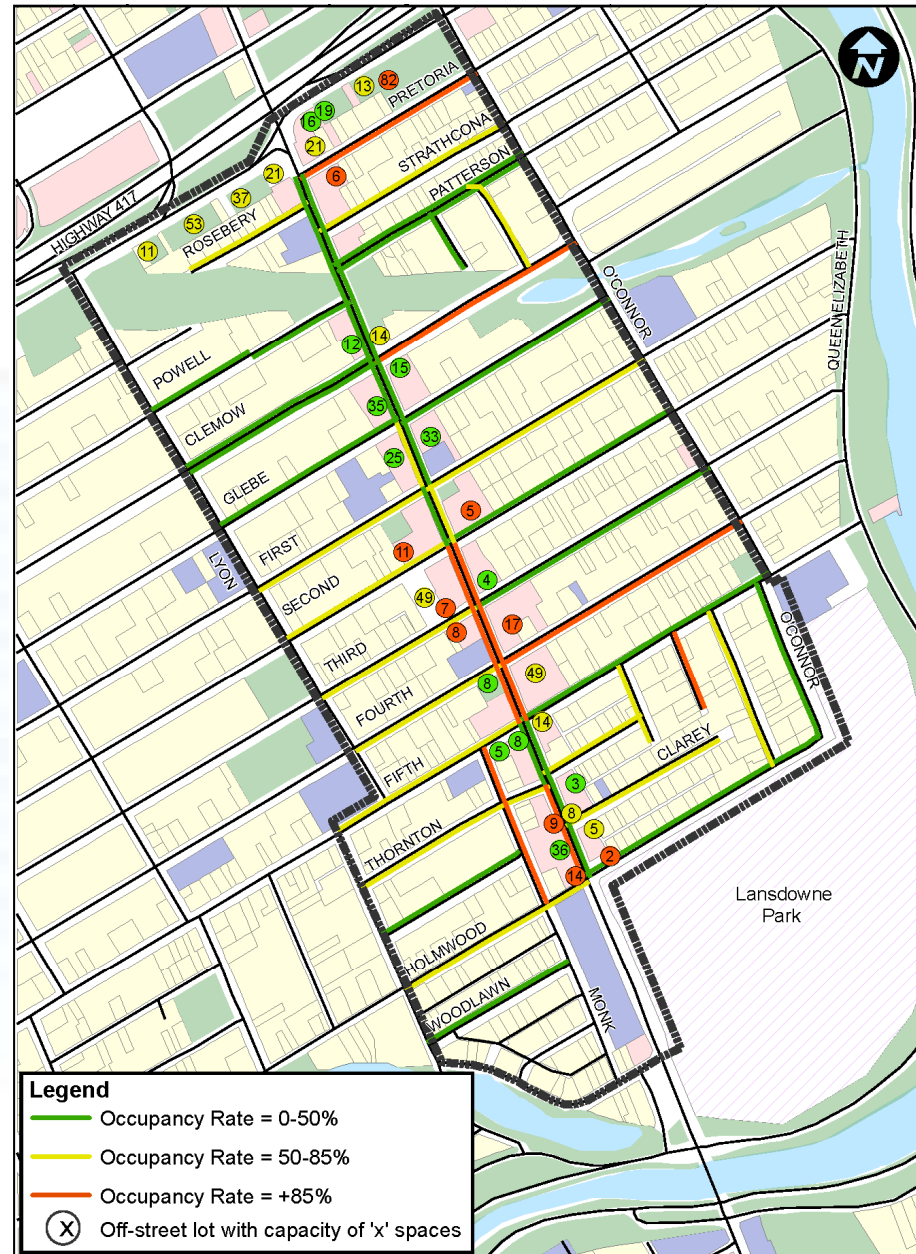 N
13
82
PRETORIA
19
16
21
STRATHCONA
21
6
PATTERSON
37
53
11
ROSEBERY
HIGHWAY 417
O'CONNOR
QUEEN ELIZABETH
14
12
POWELL
15
35
CLEMOW
33
25
GLEBE
5
FIRST
11
LYON
SECOND
4
49
7
17
8
THIRD
49
8
FOURTH
O'CONNOR
14
8
5
FIFTH
CLAREY
3
8
9
5
THORNTON
36
2
14
Lansdowne
Park
HOLMWOOD
WOODLAWN
MONK
Legend
Occupancy Rate = 0-50%
Occupancy Rate = 50-85%
Occupancy Rate = +85%
X Off-street lot with capacity of 'x' spaces